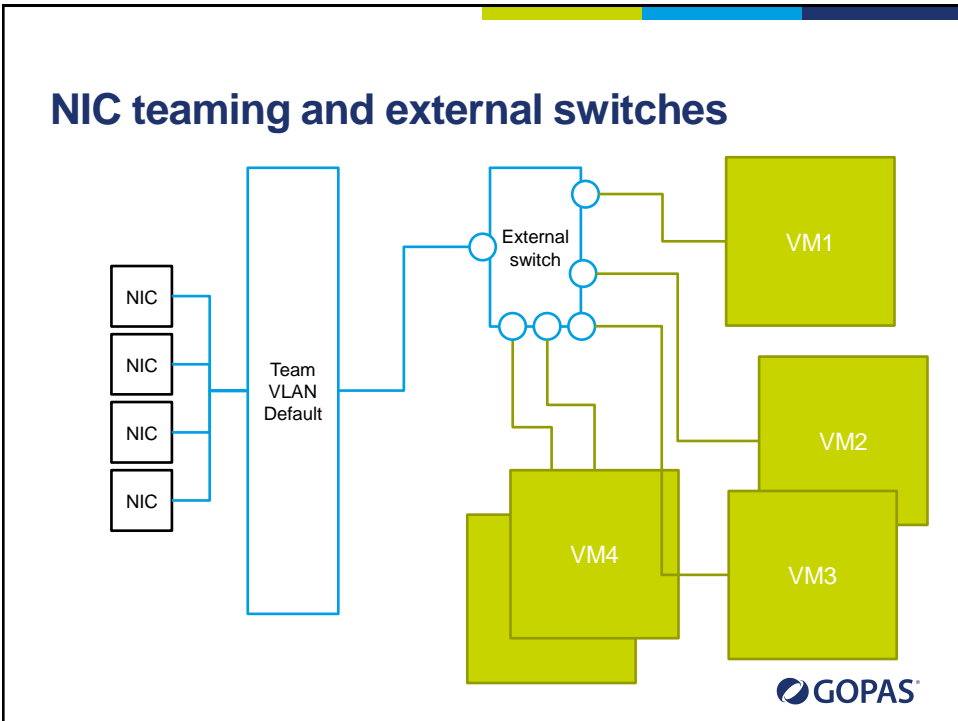 NIC teaming and external switches
NIC
NIC
NIC
NIC
Team
VLAN
Default
External
switch
VM1
VM2
VM3
VM4
GOPAS